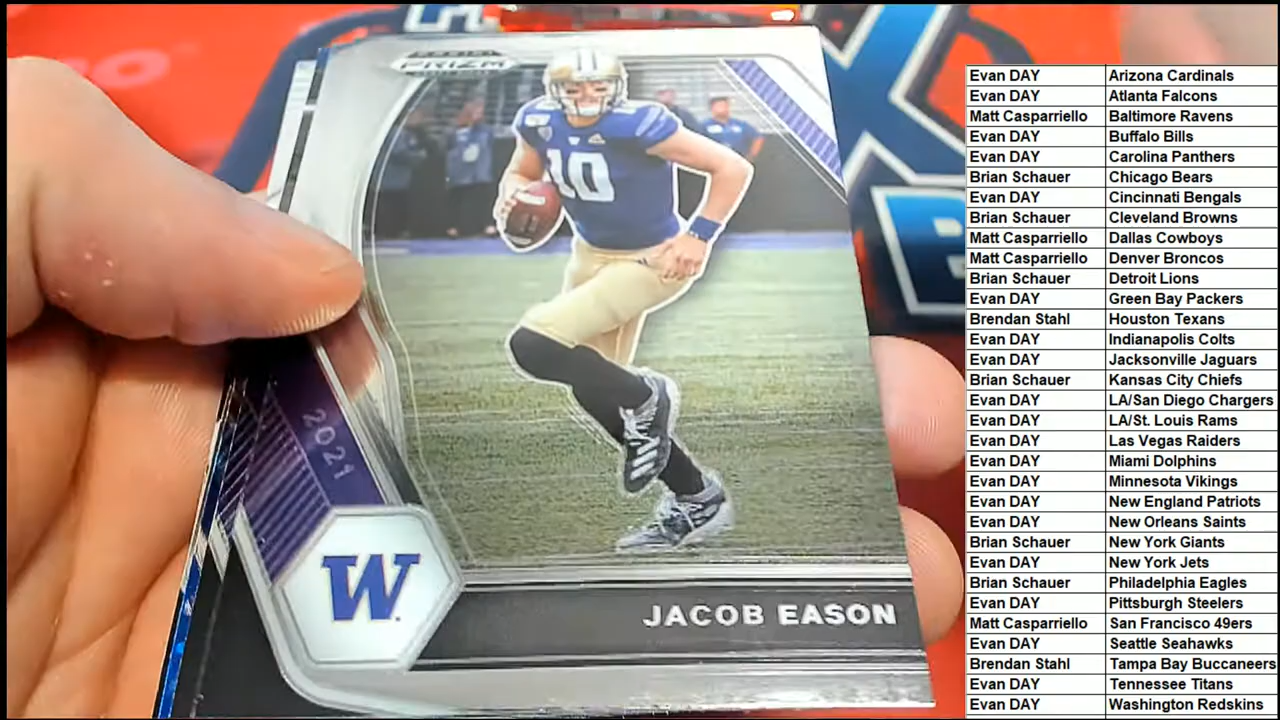 PRIZM
10
2021
W
JACOB EASON
Evan DAY Arizona Cardinals
Evan DAY Atlanta Falcons
Matt Casparriello Baltimore Ravens
Evan DAY Buffalo Bills
Evan DAY Carolina Panthers
Brian Schauer Chicago Bears
Evan DAY Cincinnati Bengals
Brian Schauer Cleveland Browns
Matt Casparriello Dallas Cowboys
Matt Casparriello Denver Broncos
Brian Schauer Detroit Lions
Evan DAY Green Bay Packers
Brendan Stahl Houston Texans
Evan DAY Indianapolis Colts
Evan DAY Jacksonville Jaguars
Brian Schauer Kansas City Chiefs
Evan DAY LA/San Diego Chargers
Evan DAY LA/St. Louis Rams
Evan DAY Las Vegas Raiders
Evan DAY Miami Dolphins
Evan DAY Minnesota Vikings
Evan DAY New England Patriots
Evan DAY New Orleans Saints
Brian Schauer New York Giants
Evan DAY New York Jets
Brian Schauer Philadelphia Eagles
Evan DAY Pittsburgh Steelers
Matt Casparriello San Francisco 49ers
Evan DAY Seattle Seahawks
Brendan Stahl Tampa Bay Buccaneers
Evan DAY Tennessee Titans
Evan DAY Washington Redskins